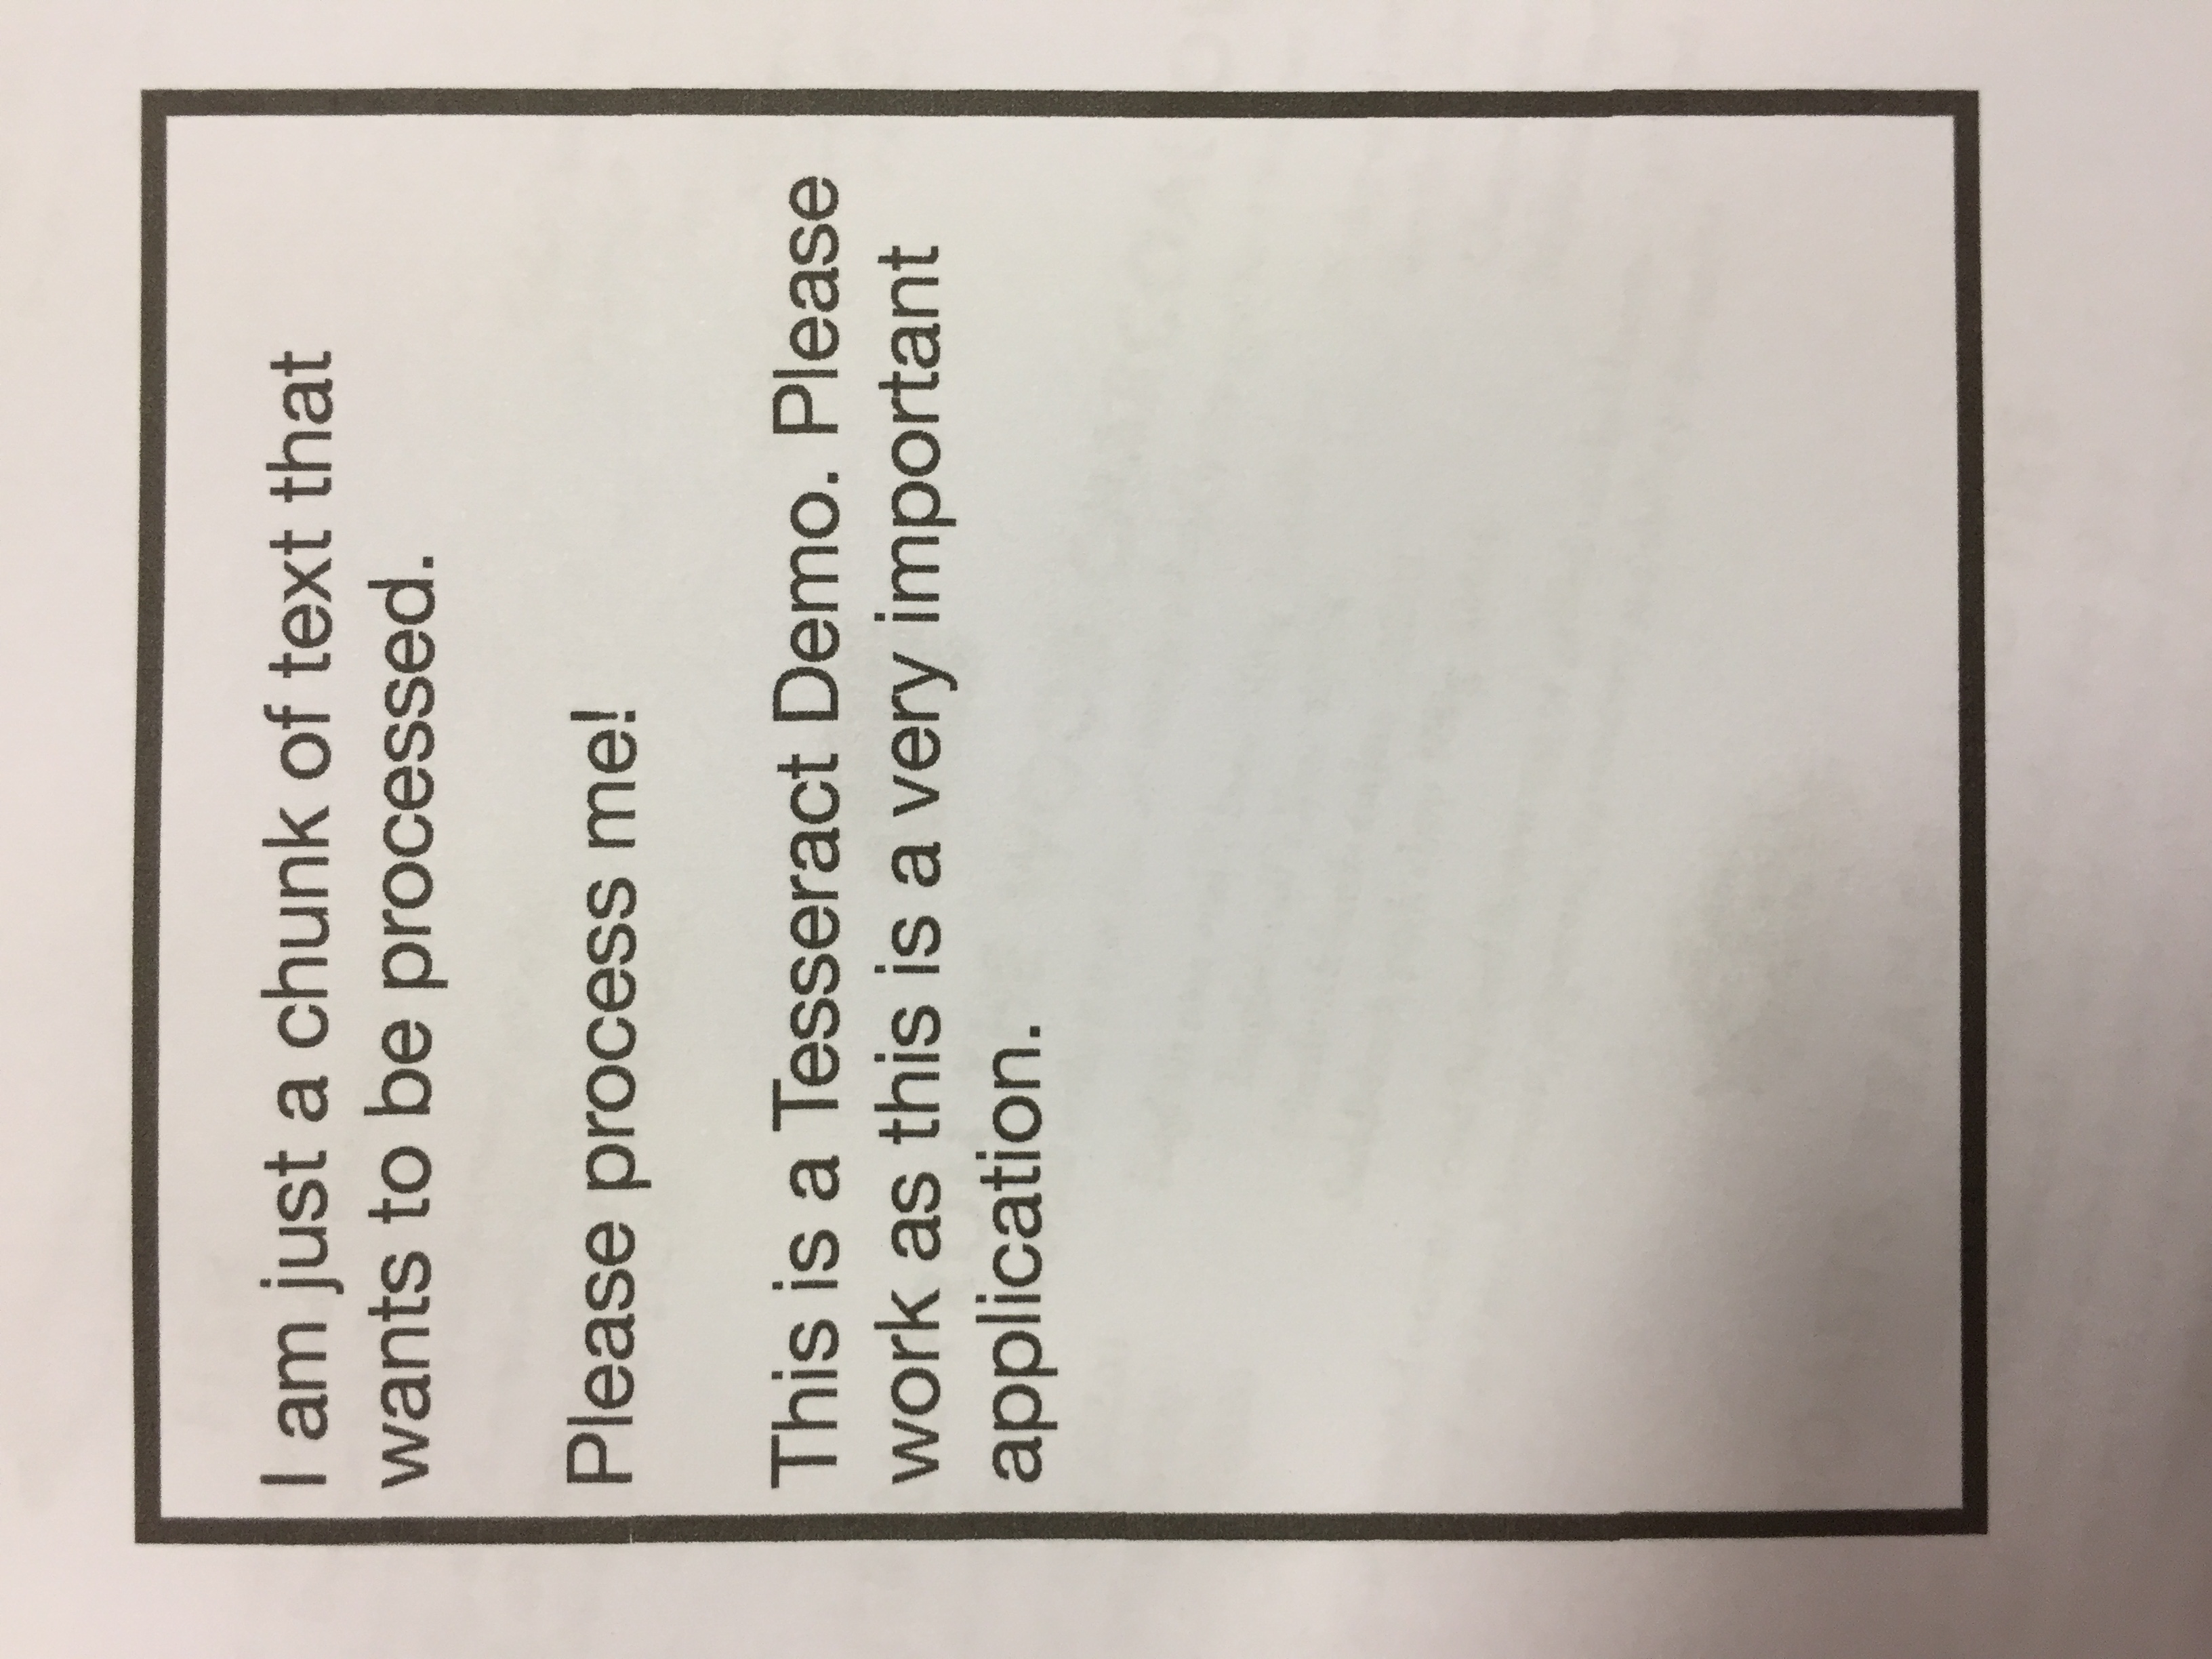 I am just a chunk of text that
wants to be processed.
Please process me!
This is a Tesseract Demo. Please
work as this is a very important
application.